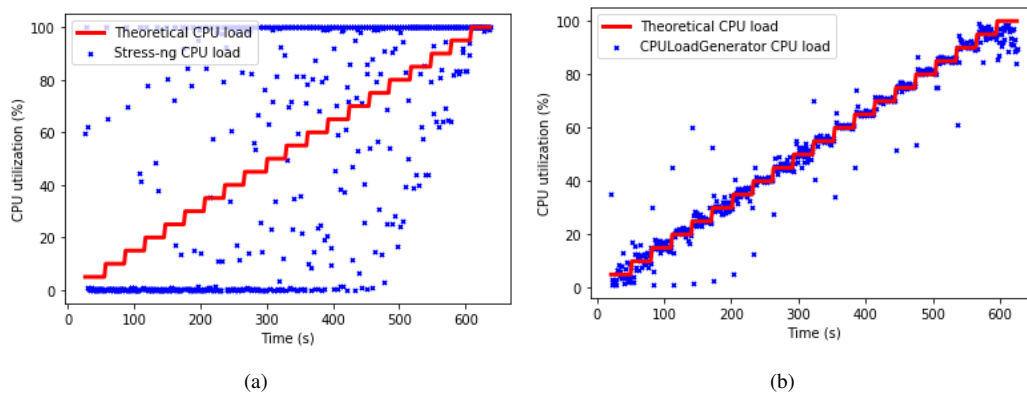 100
80
60
40
20
0
CPU utilization (%)
Theoretical CPU load
Stress-ng CPU load
0 100 200 300 400 500 600
Time (s)
(a)
100
80
60
40
20
0
CPU utilization (%)
Theoretical CPU load
CPULoadGenerator CPU load
0 100 200 300 400 500 600
Time (s)
(b)